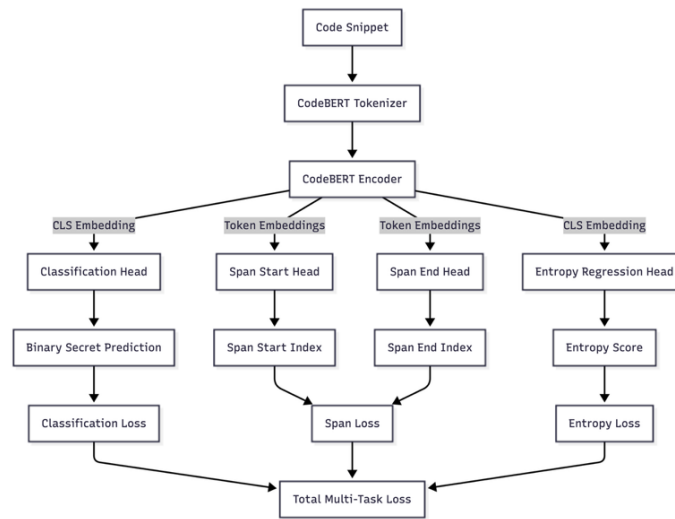 Code Snippet
CodeBERT Tokenizer
CodeBERT Encoder
CLS Embedding
Token Embeddings
Token Embeddings
CLS Embedding
Classification Head
Span Start Head
Span End Head
Entropy Regression Head
Binary Secret Prediction
Span Start Index
Span End Index
Entropy Score
Classification Loss
Span Loss
Entropy Loss
Total Multi-Task Loss